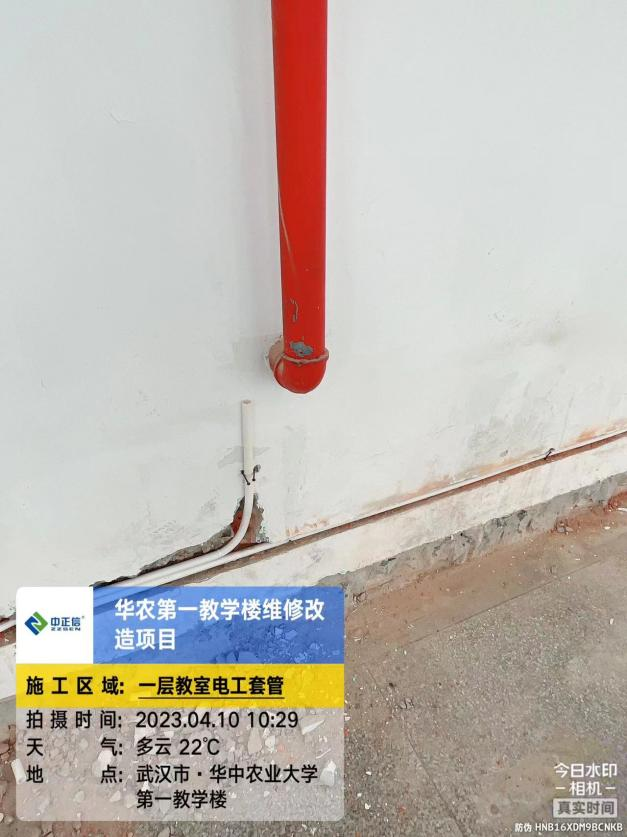 中正信
ZZSEN
华农第一教学楼维修改
造项目
施工区域: 一层教室电工套管
拍摄时间: 2023.04.10 10:29
天气: 多云 22℃
地点: 武汉市·华中农业大学
第一教学楼
今日水印
-相机-
真实时间
防伪 HNB16XDM9BCNKB